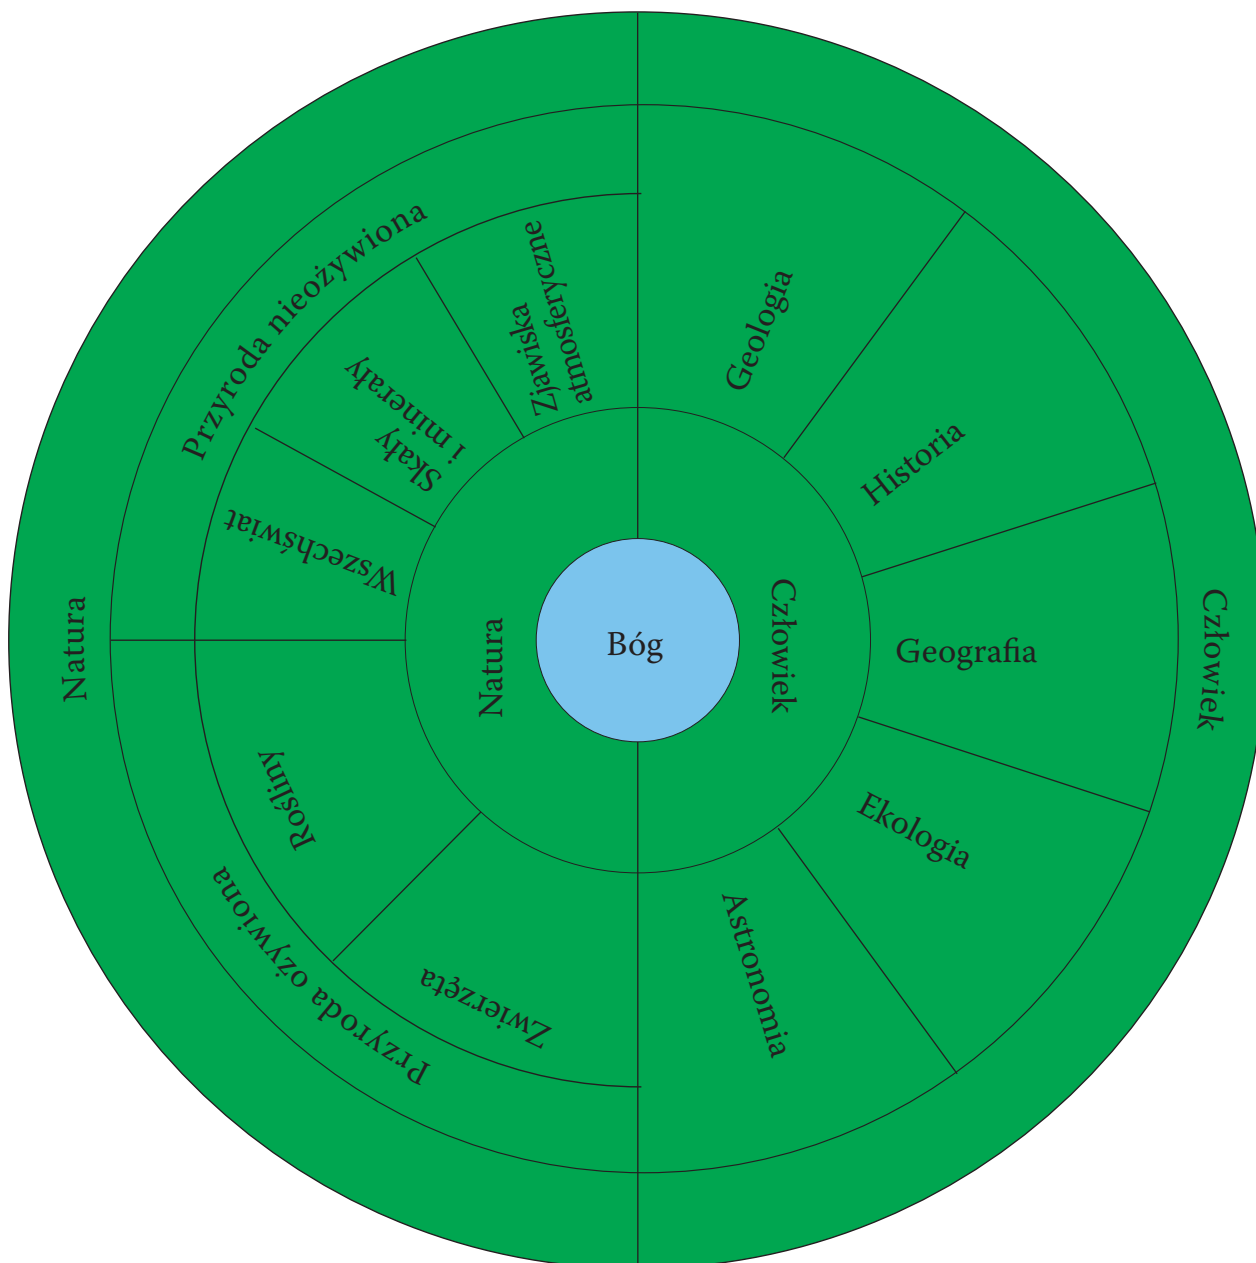 Przyroda nieożywiona
Zjawiska
atmosferyczne
Skały
i minerały
Wszechświat
Natura
Natura
Bóg
Człowiek
Człowiek
Geologia
Historia
Geografia
Ekologia
Astronomia
Rośliny
Zwierzęta
Przyroda ożywiona